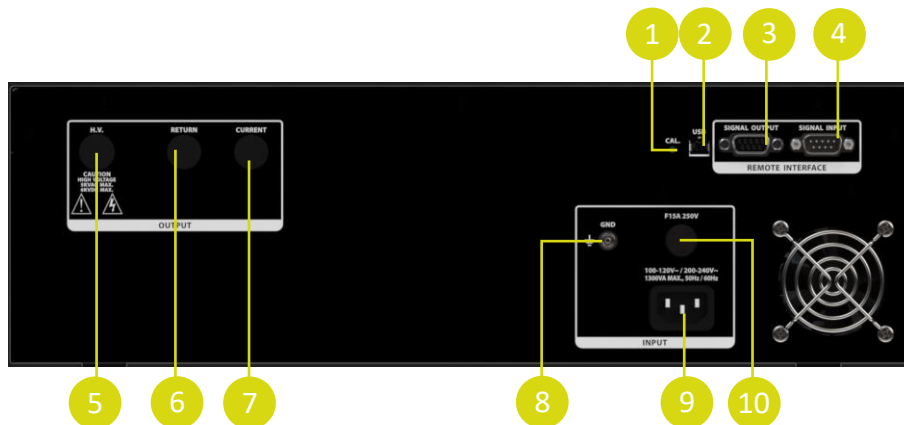 1 2 3 4
H.V. RETURN CURRENT
CAUTION
HIGH VOLTAGE
5KVAC MAX.
6KVDC MAX.
OUTPUT
CAL.
USB
SIGNAL OUTPUT SIGNAL INPUT
REMOTE INTERFACE
GND
F15A 250V
100-120V~ / 200-240V~
1300VA MAX., 50Hz / 60Hz
INPUT
5 6 7 8 9 10